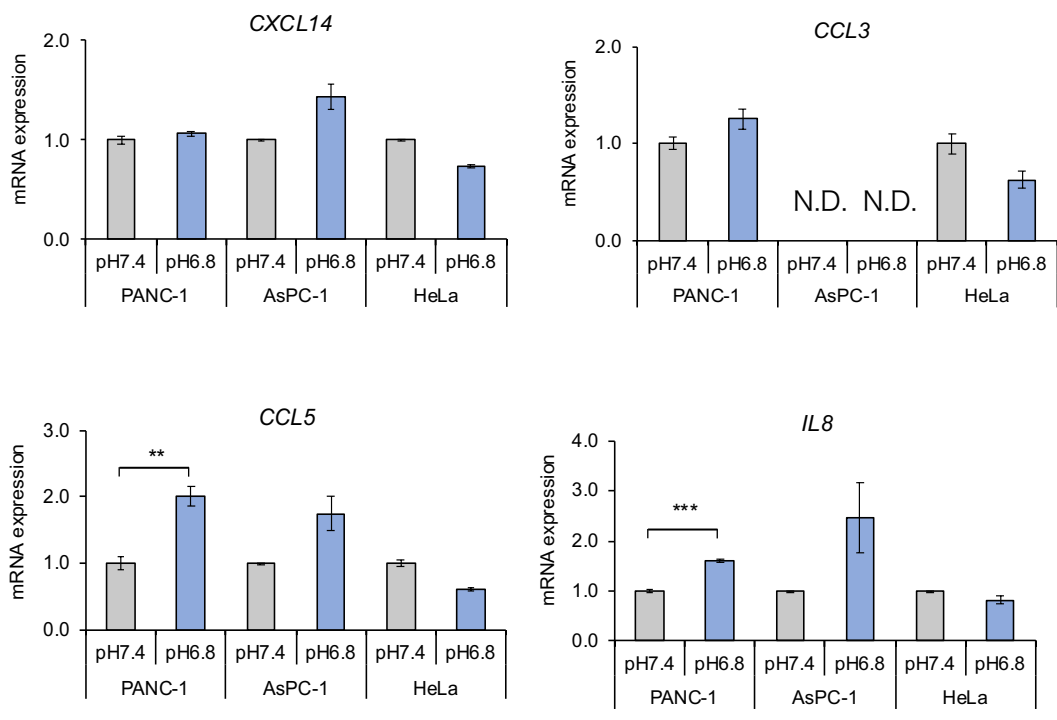 CXCL14
mRNA expression
2.0
1.0
0.0
pH7.4 pH6.8 pH7.4 pH6.8 pH7.4 pH6.8
PANC-1 AsPC-1 HeLa
CCL3
mRNA expression
2.0
1.0
0.0
N.D. N.D.
pH7.4 pH6.8 pH7.4 pH6.8 pH7.4 pH6.8
PANC-1 AsPC-1 HeLa
CCL5
mRNA expression
3.0
2.0
1.0
0.0
**
pH7.4 pH6.8 pH7.4 pH6.8 pH7.4 pH6.8
PANC-1 AsPC-1 HeLa
IL8
mRNA expression
4.0
3.0
2.0
1.0
0.0
***
pH7.4 pH6.8 pH7.4 pH6.8 pH7.4 pH6.8
PANC-1 AsPC-1 HeLa